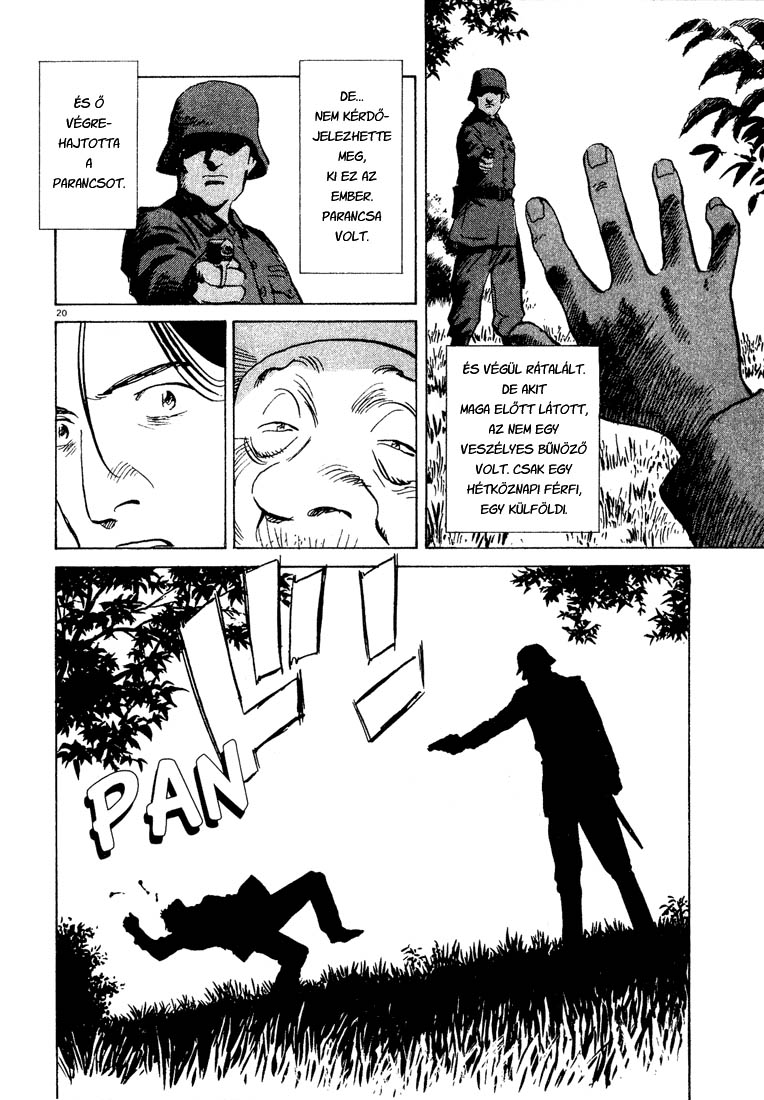 ÉS VÉGÜL RÁTALÁLT.
DE AKIT
MAGA ELŐTT LÁTOTT,
AZ NEM EGY
VESZÉLYES BŰNÖZŐ
VOLT. CSAK EGY
HÉTKÖZNAPI FÉRFI,
EGY KÜLFÖLDI.
DE...
NEM KÉRDŐ-
JELEZHETTE
MEG,
KI EZ AZ
EMBER.
PARANCSA
VOLT.
ÉS Ő
VÉGRE-
HAJTOTTA
A
PARANCSOT.
20
PAN